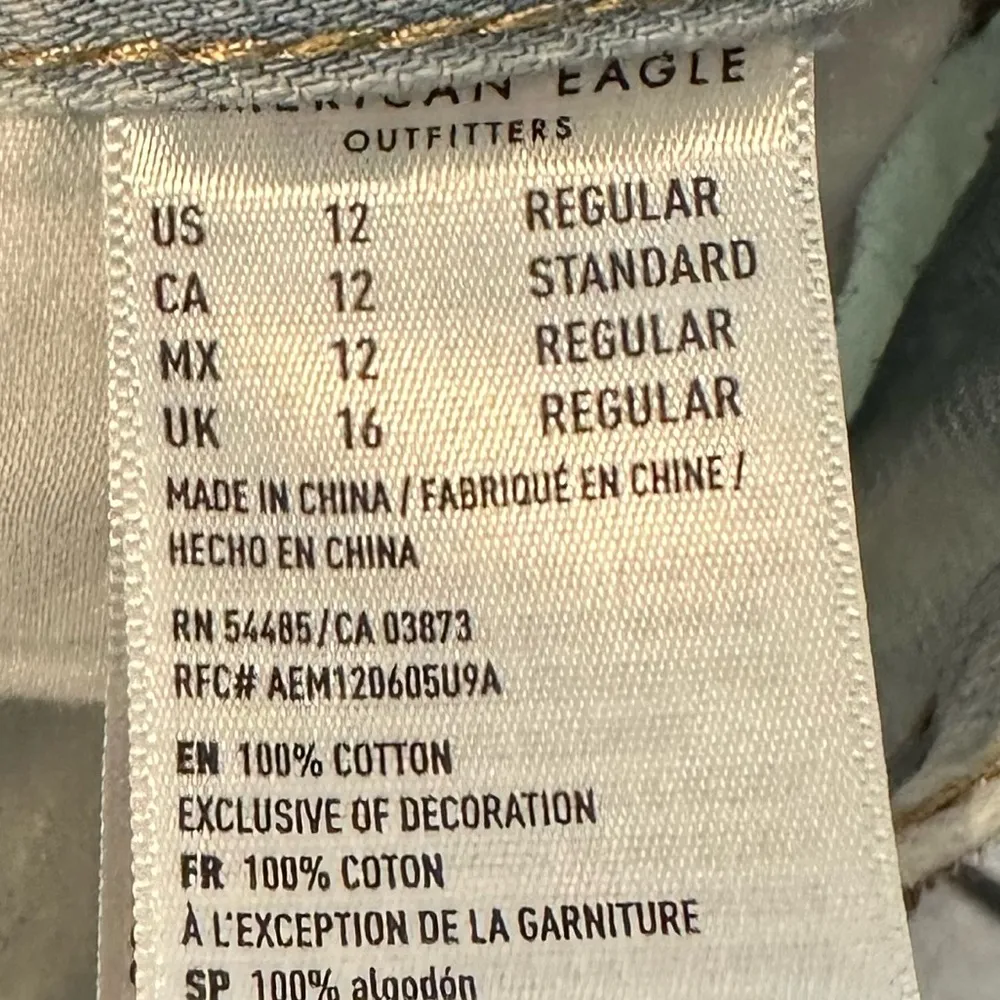 AMERICAN EAGLE
OUTFITTERS
US 12 REGULAR
CA 12 STANDARD
MX 12 REGULAR
UK 16 REGULAR
MADE IN CHINA / FABRIQUÉ EN CHINE /
HECHO EN CHINA
RN 54485/CA 03873
RFC# AEM120605U9A
EN 100% COTTON
EXCLUSIVE OF DECORATION
FR 100% COTON
À L'EXCEPTION DE LA GARNITURE
SP 100% algodón